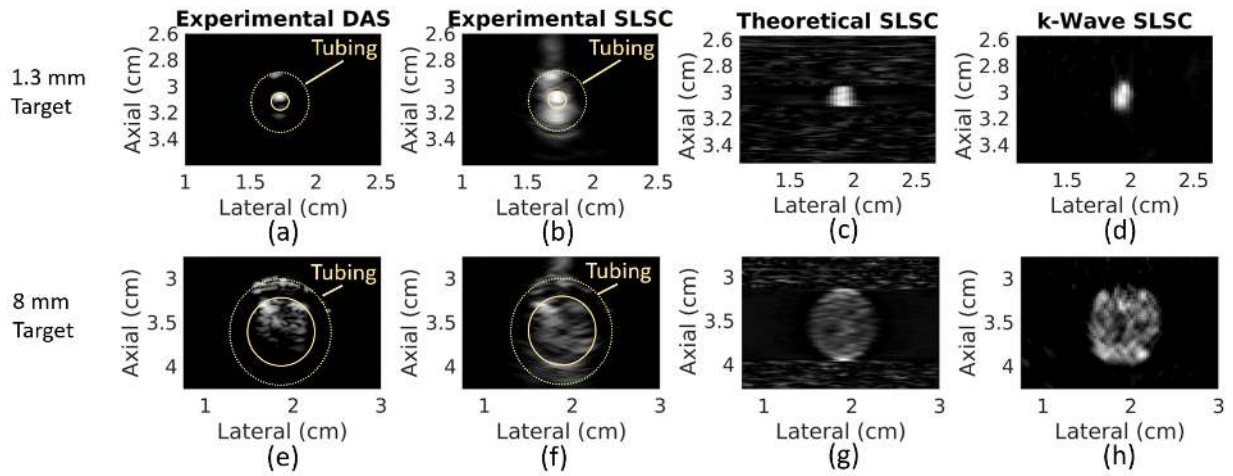 Experimental DAS
Experimental SLSC
Theoretical SLSC
k-Wave SLSC
1.3 mm
Target
Axial (cm)
2.6
2.8
3
3.2
3.4
Tubing
1 1.5 2 2.5
Lateral (cm)
(a)
Axial (cm)
2.6
2.8
3
3.2
3.4
Tubing
1 1.5 2 2.5
Lateral (cm)
(b)
Axial (cm)
2.6
2.8
3
3.2
3.4
1.5 2 2.5
Lateral (cm)
(c)
Axial (cm)
2.6
2.8
3
3.2
3.4
1.5 2 2.5
Lateral (cm)
(d)
8 mm
Target
Axial (cm)
3
3.5
4
Tubing
1 2 3
Lateral (cm)
(e)
Axial (cm)
3
3.5
4
Tubing
1 2 3
Lateral (cm)
(f)
Axial (cm)
3
3.5
4
1 2 3
Lateral (cm)
(g)
Axial (cm)
3
3.5
4
1 2 3
Lateral (cm)
(h)